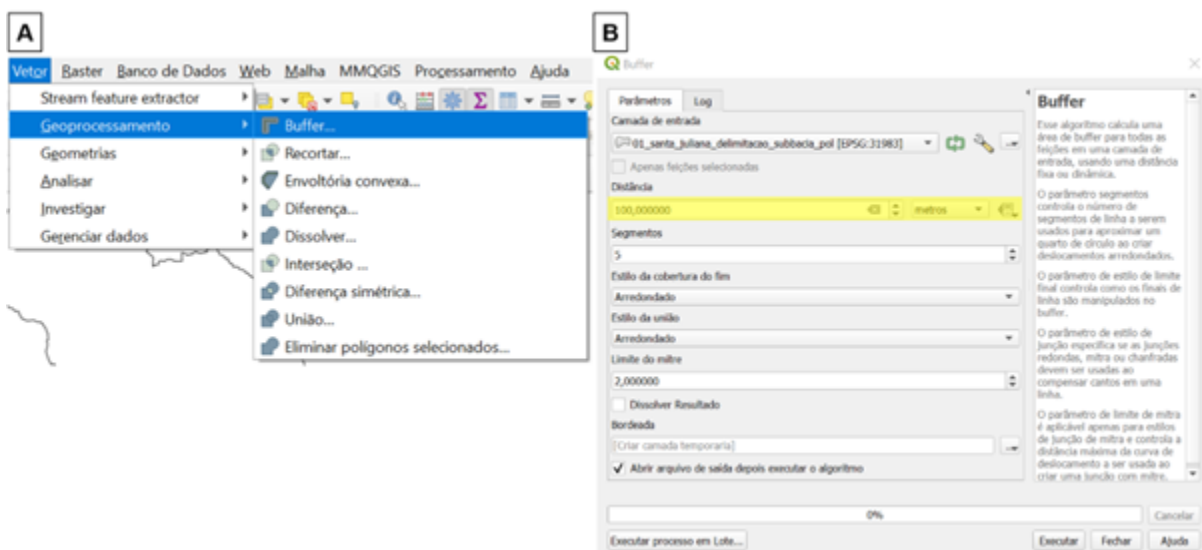 A
Vetor Raster Banco de Dados Web Malha MMQGIS Processamento Ajuda
Stream feature extractor
Geoprocessamento
Geometrias
Analisar
Investigar
Gerenciar dados
Buffer...
Recortar...
Envoltória convexa...
Diferença...
Dissolver...
Interseção ...
Diferença simétrica...
União...
Eliminar polígonos selecionados...
B
Buffer
Parâmetros Log
Camada de entrada
01_santa_juliana_delimitacao_subbacia_pol [EPSG:31983]
Apenas feições selecionadas
Distância
100,000000 metros
Segmentos
5
Estilo da cobertura do fim
Arredondado
Estilo da união
Arredondado
Limite do mitre
2,000000
Dissolver Resultado
Bordeada
[Criar camada temporaria]
Abrir arquivo de saída depois executar o algoritmo
Buffer
Esse algoritmo calcula uma
área de buffer para todas as
feições em uma camada de
entrada, usando uma distância
fixa ou dinâmica.
O parâmetro segmentos
controla o número de
segmentos de linha a serem
usados para aproximar um
quarto de círculo ao criar
deslocamentos arredondados.
O parâmetro de estilo de limite
final controla como os finais de
linha são manipulados no
buffer.
O parâmetro de estilo de
junção especifica se as junções
redondas, mitra ou chanfradas
devem ser usadas ao
compensar cantos em uma
linha.
O parâmetro de limite de mitra
é aplicável apenas para estilos
de junção de mitra e controla a
distância máxima da curva de
deslocamento a ser usada ao
criar uma junção com mitre.
0%
Cancelar
Executar processo em Lote...
Executar Fechar Ajuda